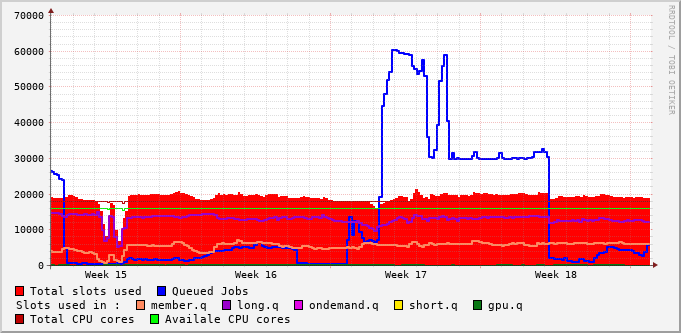 70000
60000
50000
40000
30000
20000
10000
0
Week 15 Week 16 Week 17 Week 18
Total slots used Queued Jobs
Slots used in : member.q long.q ondemand.q short.q gpu.q
Total CPU cores Availale CPU cores
RRDTOOL / TOBI OETIKER